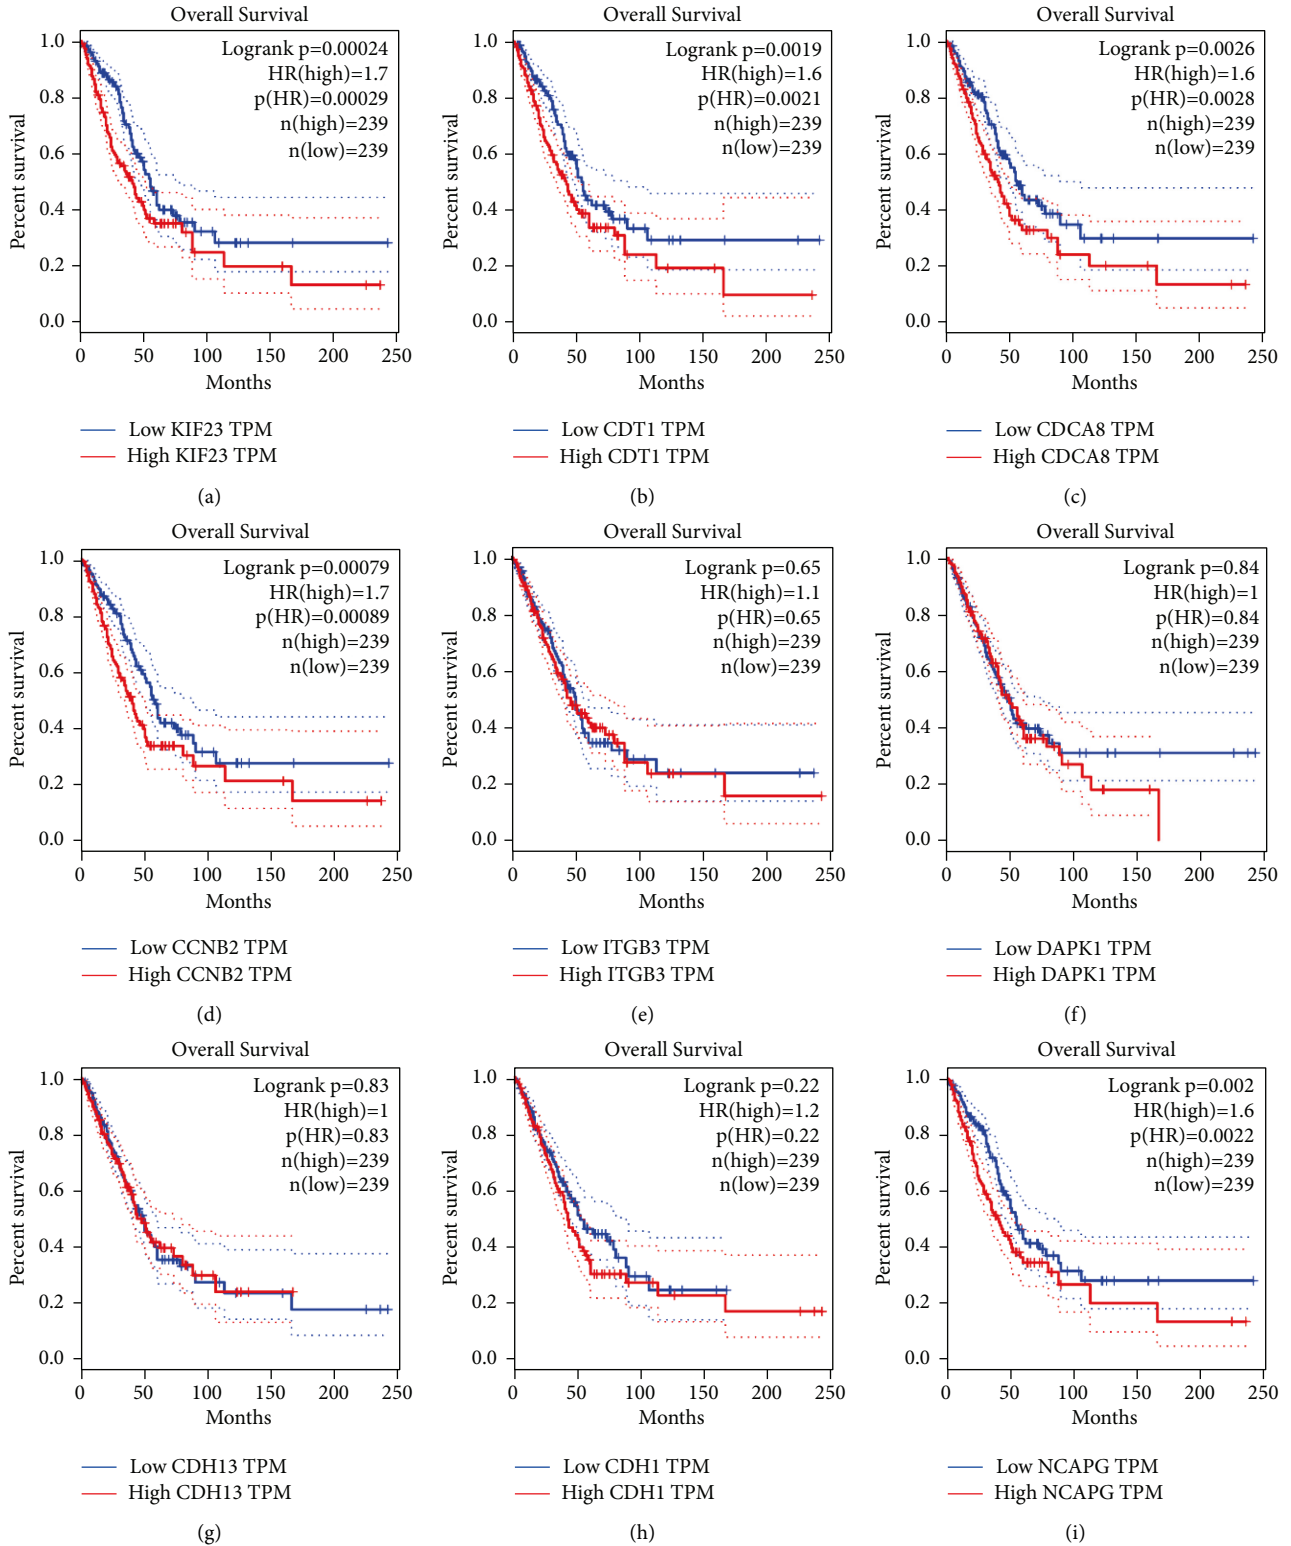 Overall Survival
Percent survival
1.0
0.8
0.6
0.4
0.2
0.0
Logrank p=0.00024
HR(high)=1.7
p(HR)=0.00029
n(high)=239
n(low)=239
0 50 100 150 200 250
Months
Low KIF23 TPM
High KIF23 TPM
(a)
Overall Survival
Percent survival
1.0
0.8
0.6
0.4
0.2
0.0
Logrank p=0.0019
HR(high)=1.6
p(HR)=0.0021
n(high)=239
n(low)=239
0 50 100 150 200 250
Months
Low CDT1 TPM
High CDT1 TPM
(b)
Overall Survival
Percent survival
1.0
0.8
0.6
0.4
0.2
0.0
Logrank p=0.0026
HR(high)=1.6
p(HR)=0.0028
n(high)=239
n(low)=239
0 50 100 150 200 250
Months
Low CDCA8 TPM
High CDCA8 TPM
(c)
Overall Survival
Percent survival
1.0
0.8
0.6
0.4
0.2
0.0
Logrank p=0.00079
HR(high)=1.7
p(HR)=0.00089
n(high)=239
n(low)=239
0 50 100 150 200 250
Months
Low CCNB2 TPM
High CCNB2 TPM
(d)
Overall Survival
Percent survival
1.0
0.8
0.6
0.4
0.2
0.0
Logrank p=0.65
HR(high)=1.1
p(HR)=0.65
n(high)=239
n(low)=239
0 50 100 150 200 250
Months
Low ITGB3 TPM
High ITGB3 TPM
(e)
Overall Survival
Percent survival
1.0
0.8
0.6
0.4
0.2
0.0
Logrank p=0.84
HR(high)=1
p(HR)=0.84
n(high)=239
n(low)=239
0 50 100 150 200 250
Months
Low DAPK1 TPM
High DAPK1 TPM
(f)
Overall Survival
Percent survival
1.0
0.8
0.6
0.4
0.2
0.0
Logrank p=0.83
HR(high)=1
p(HR)=0.83
n(high)=239
n(low)=239
0 50 100 150 200 250
Months
Low CDH13 TPM
High CDH13 TPM
(g)
Overall Survival
Percent survival
1.0
0.8
0.6
0.4
0.2
0.0
Logrank p=0.22
HR(high)=1.2
p(HR)=0.22
n(high)=239
n(low)=239
0 50 100 150 200 250
Months
Low CDH1 TPM
High CDH1 TPM
(h)
Overall Survival
Percent survival
1.0
0.8
0.6
0.4
0.2
0.0
Logrank p=0.002
HR(high)=1.6
p(HR)=0.0022
n(high)=239
n(low)=239
0 50 100 150 200 250
Months
Low NCAPG TPM
High NCAPG TPM
(i)